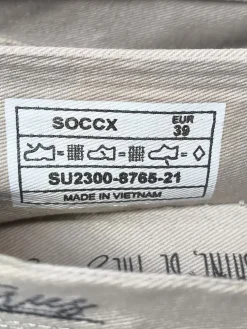 SOCCX EUR
39
SU2300-8765-21
MADE IN VIETNAM